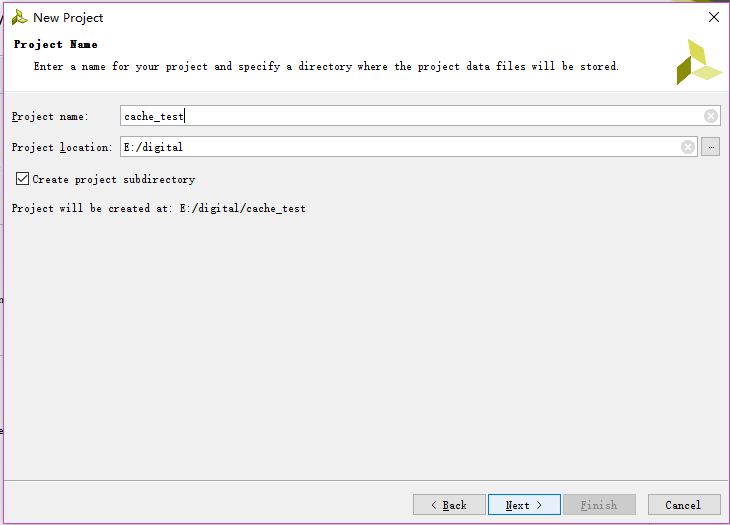 New Project
Project Name
Enter a name for your project and specify a directory where the project data files will be stored.
Project name: cache_test
Project location: E:/digital ...
Create project subdirectory
Project will be created at: E:/digital/cache_test
< Back Next > Finish Cancel